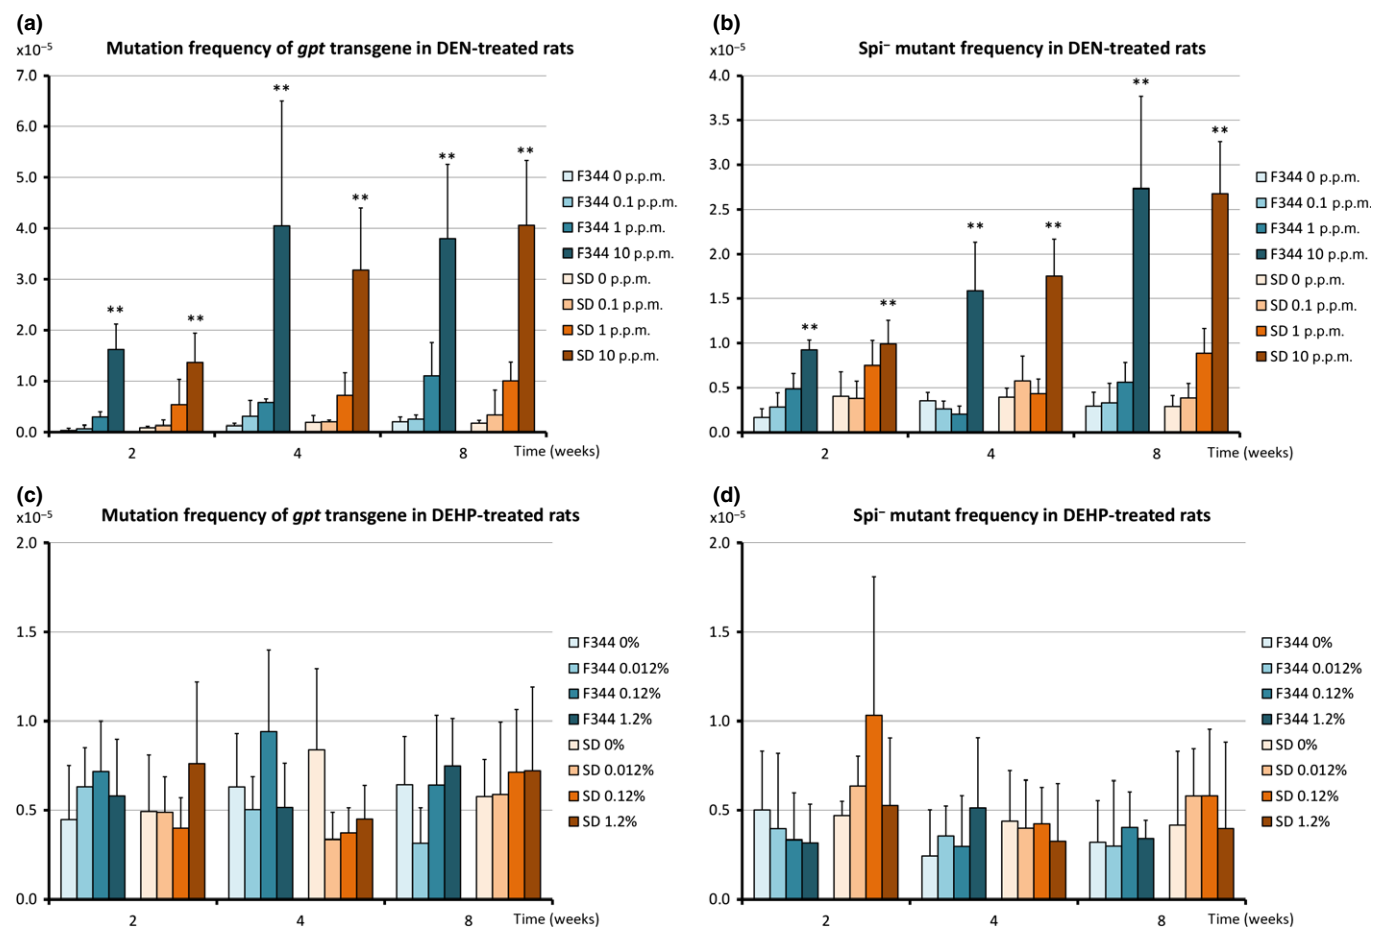 (a)
x10⁻⁵
Mutation frequency of gpt transgene in DEN-treated rats
7.0
6.0
5.0
4.0
3.0
2.0
1.0
0.0
**
**
**
**
**
**
2
4
8
Time (weeks)
F344 0 p.p.m.
F344 0.1 p.p.m.
F344 1 p.p.m.
F344 10 p.p.m.
SD 0 p.p.m.
SD 0.1 p.p.m.
SD 1 p.p.m.
SD 10 p.p.m.
(b)
x10⁻⁵
Spi⁻ mutant frequency in DEN-treated rats
4.0
3.5
3.0
2.5
2.0
1.5
1.0
0.5
0.0
**
**
**
**
**
**
2
4
8
Time (weeks)
F344 0 p.p.m.
F344 0.1 p.p.m.
F344 1 p.p.m.
F344 10 p.p.m.
SD 0 p.p.m.
SD 0.1 p.p.m.
SD 1 p.p.m.
SD 10 p.p.m.
(c)
x10⁻⁵
Mutation frequency of gpt transgene in DEHP-treated rats
2.0
1.5
1.0
0.5
0.0
2
4
8
Time (weeks)
F344 0%
F344 0.012%
F344 0.12%
F344 1.2%
SD 0%
SD 0.012%
SD 0.12%
SD 1.2%
(d)
x10⁻⁵
Spi⁻ mutant frequency in DEHP-treated rats
2.0
1.5
1.0
0.5
0.0
2
4
8
Time (weeks)
F344 0%
F344 0.012%
F344 0.12%
F344 1.2%
SD 0%
SD 0.012%
SD 0.12%
SD 1.2%